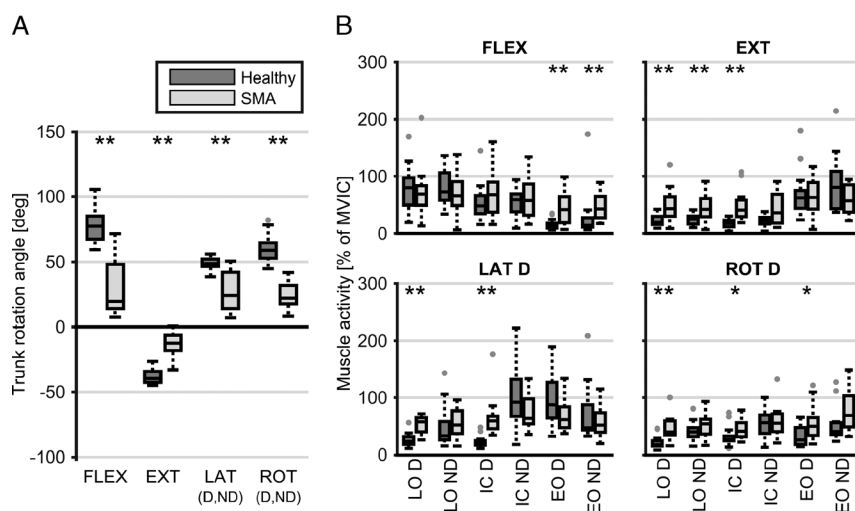 A
B
Healthy
SMA
Trunk rotation angle [deg]
150
100
50
0
-50
-100
** ** ** **
FLEX EXT LAT ROT
(D,ND) (D,ND)
Muscle activity [% of MVIC]
FLEX
300
200
100
0
** **
EXT
** ** **
LAT D
300
200
100
0
** **
LO D LO ND IC D IC ND EO D EO ND
ROT D
** * *
LO D LO ND IC D IC ND EO D EO ND